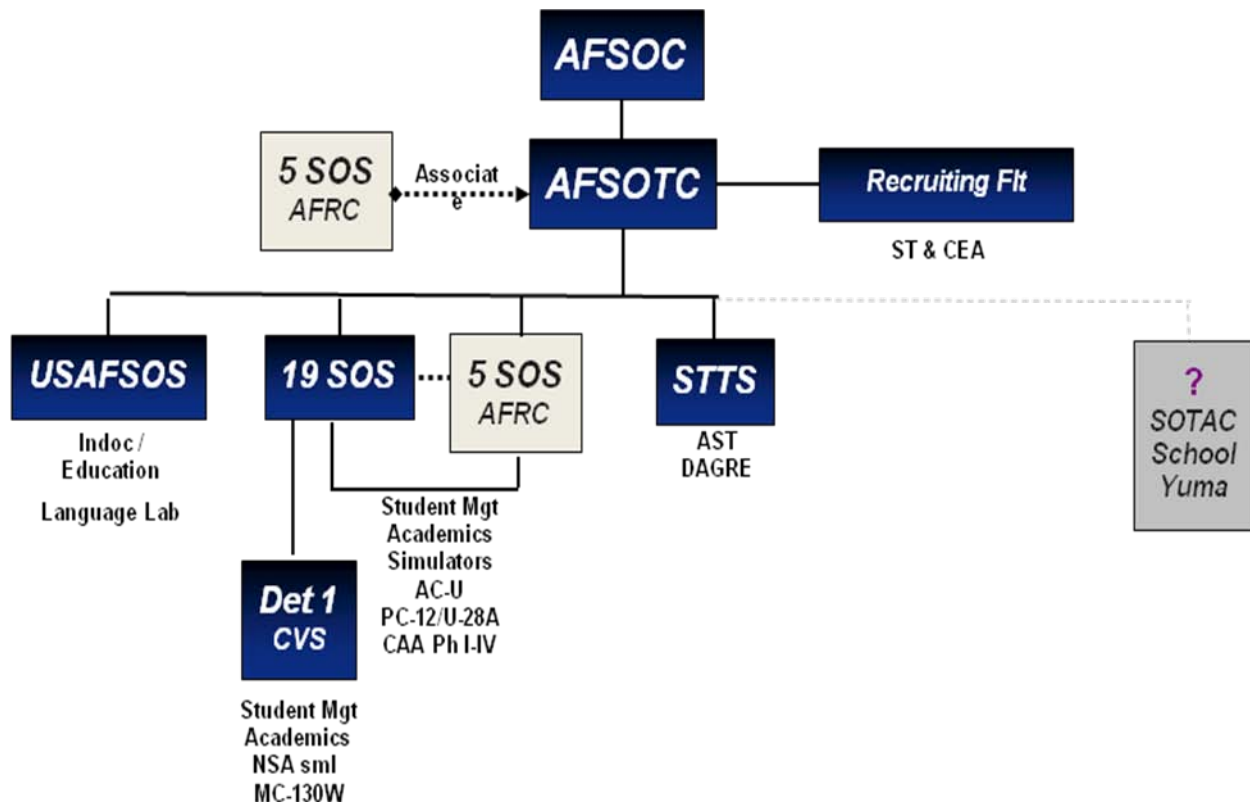 AFSOC
5 SOS
AFRC
Associat
e
AFSOTC
Recruiting Flt
ST & CEA
USAFSOS
Indoc /
Education
Language Lab
19 SOS
5 SOS
AFRC
STTS
AST
DAGRE
?
SOTAC
School
Yuma
Student Mgt
Academics
Simulators
AC-U
PC-12/U-28A
CAA Ph I-IV
Det 1
CVS
Student Mgt
Academics
NSA sml
MC-130W